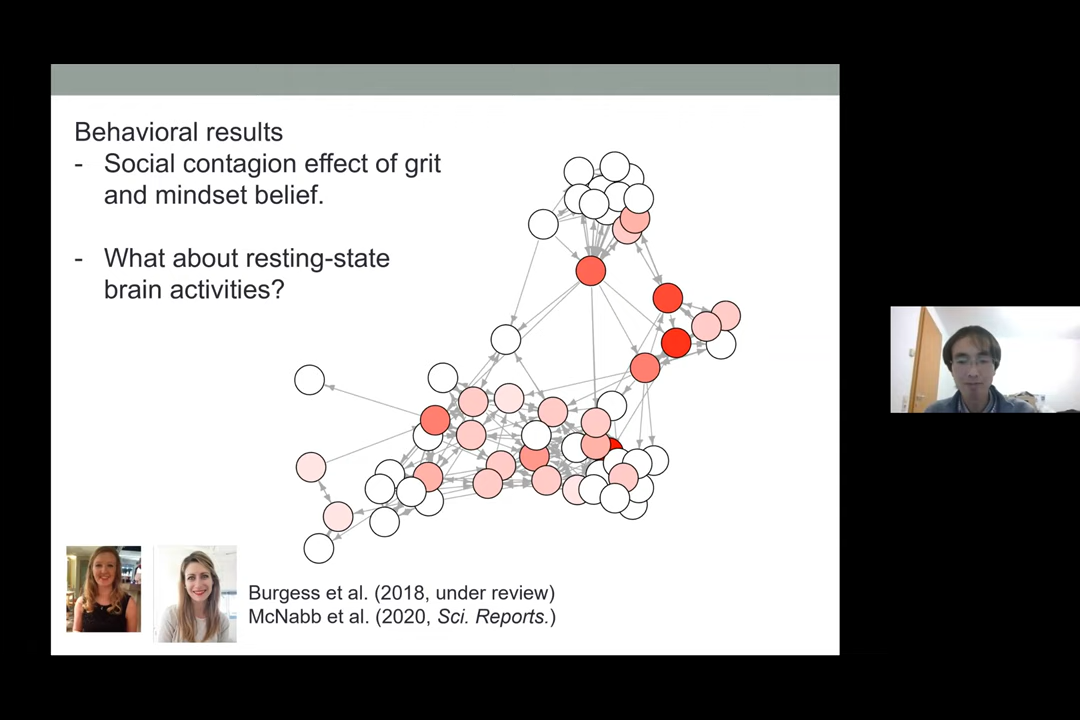 Behavioral results
- Social contagion effect of grit
and mindset belief.
- What about resting-state
brain activities?
Burgess et al. (2018, under review)
McNabb et al. (2020, Sci. Reports.)